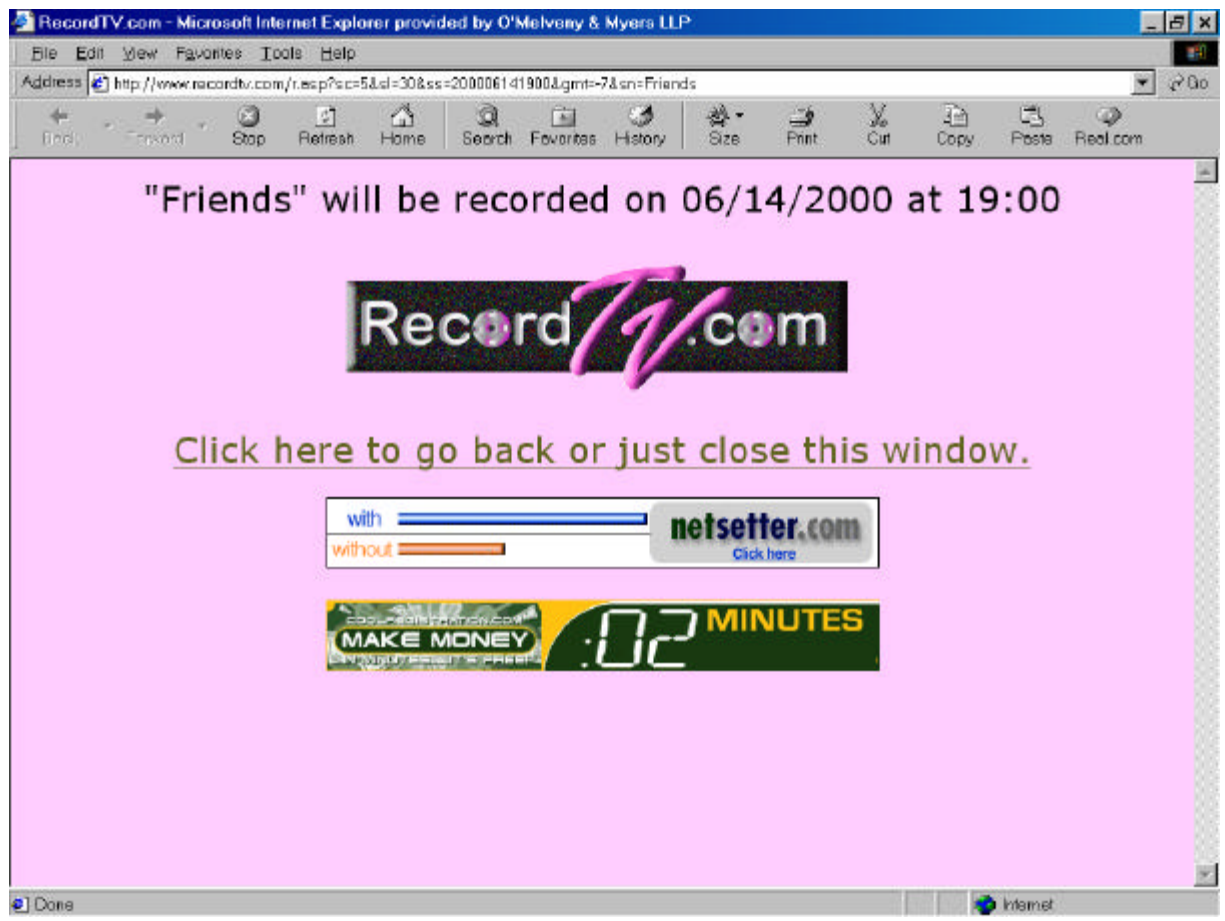 RecordTV.com - Microsoft Internet Explorer provided by O'Melveny & Myers LLP
File Edit View Favorites Tools Help
Address http://www.recordtv.com/r.asp?sc=5&sl=30&ss=200006141900&gmt=-7&sn=Friends Go
Back Forward Stop Refresh Home Search Favorites History Size Print Cut Copy Paste Real.com
"Friends" will be recorded on 06/14/2000 at 19:00
RecordTV.com
Click here to go back or just close this window.
with
without
netsetter.com
Click here
MAKE MONEY
:02 MINUTES
Done Internet